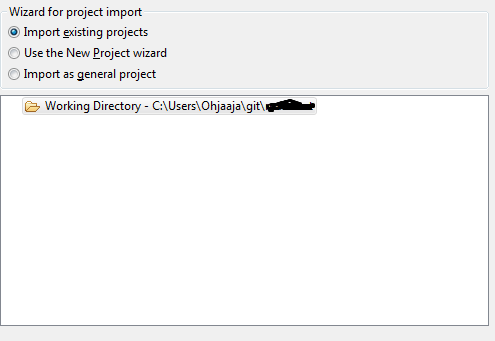 Wizard for project import
Import existing projects
Use the New Project wizard
Import as general project
Working Directory - C:\Users\Ohjaaja\git\